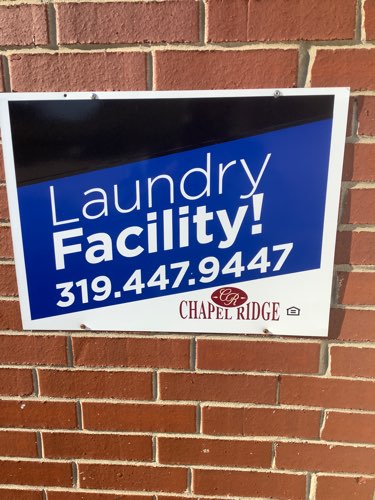 Laundry
Facility!
319.447.9447
CR
CHAPEL RIDGE